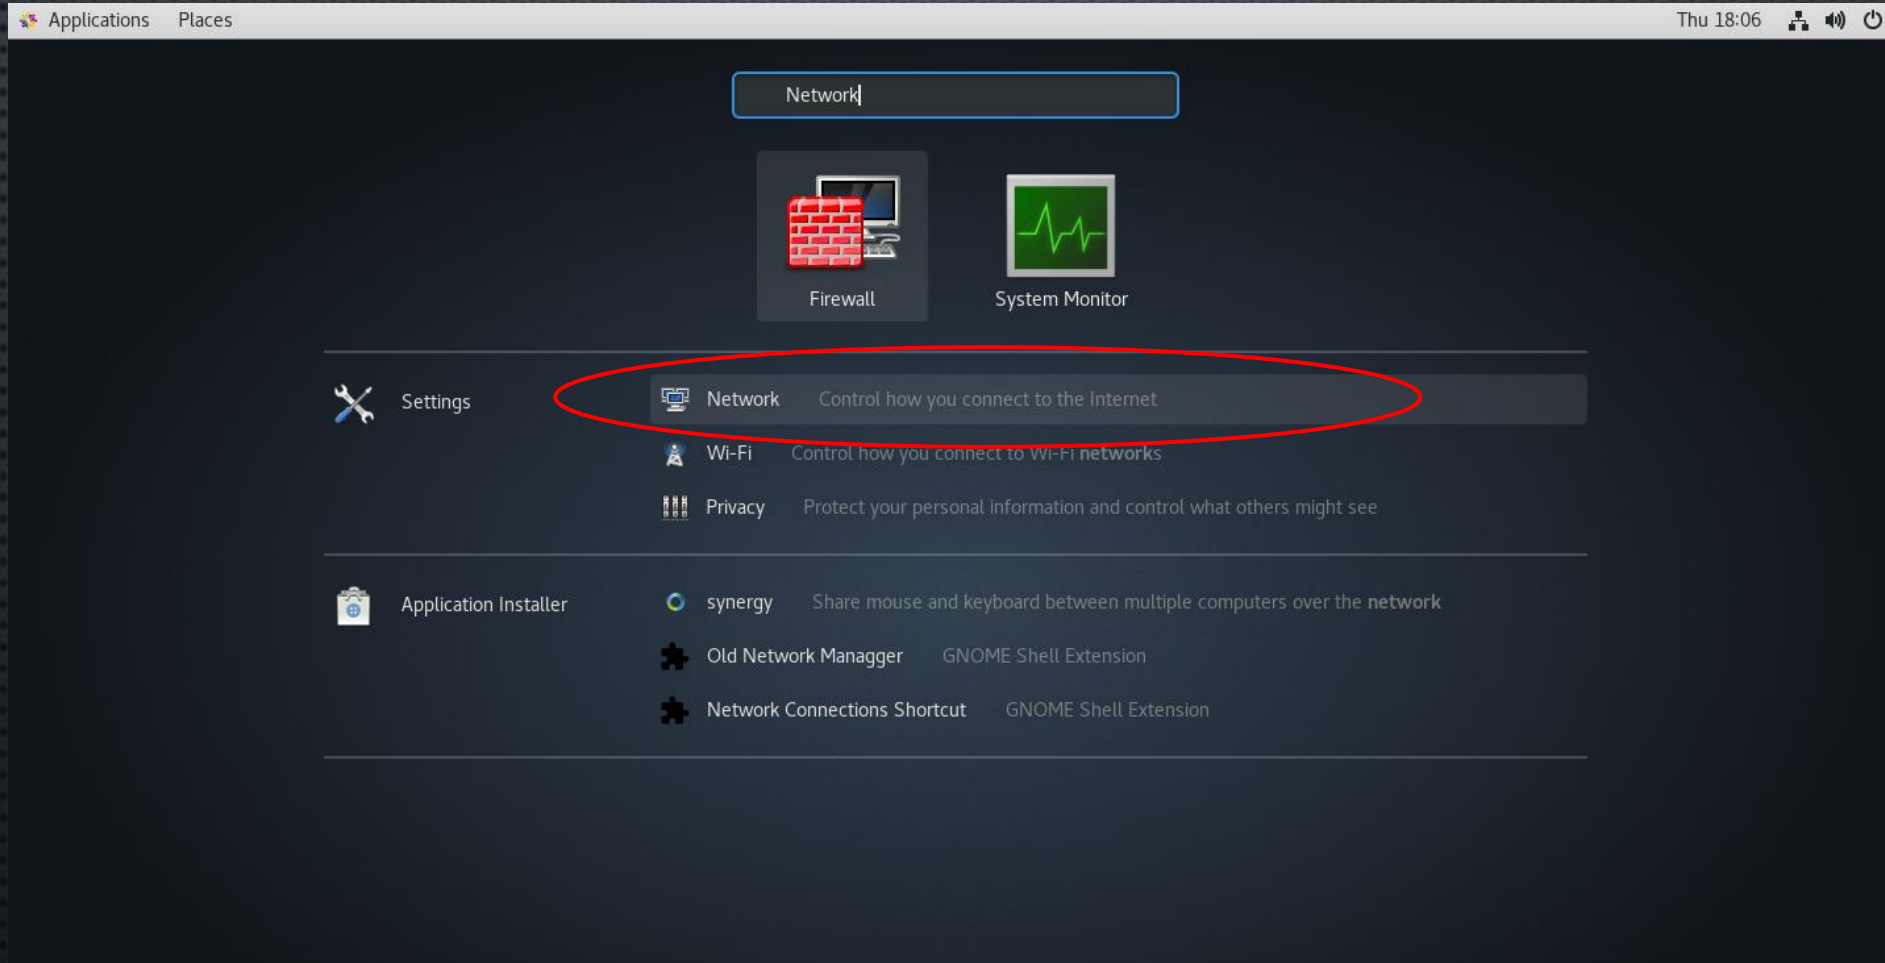 Applications Places Thu 18:06
Network
Firewall System Monitor
Settings Network Control how you connect to the Internet
Wi-Fi Control how you connect to Wi-Fi networks
Privacy Protect your personal information and control what others might see
Application Installer synergy Share mouse and keyboard between multiple computers over the network
Old Network Managger GNOME Shell Extension
Network Connections Shortcut GNOME Shell Extension